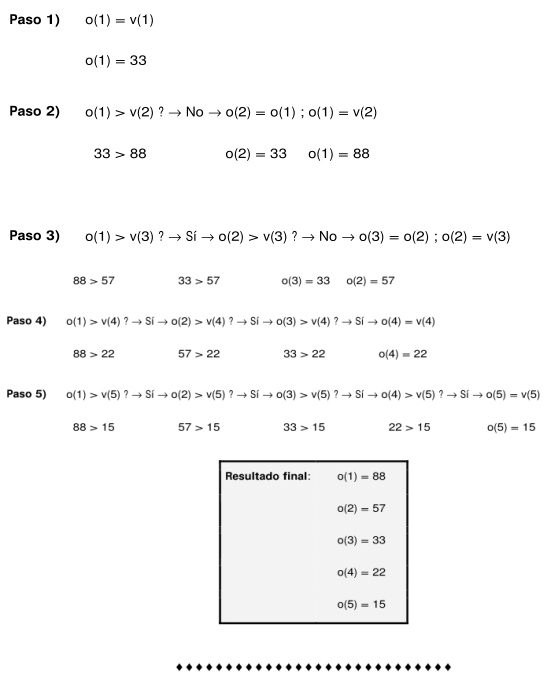 Paso 1) o(1) = v(1)
o(1) = 33
Paso 2) o(1) > v(2) ? → No → o(2) = o(1) ; o(1) = v(2)
33 > 88 o(2) = 33 o(1) = 88
Paso 3) o(1) > v(3) ? → Sí → o(2) > v(3) ? → No → o(3) = o(2) ; o(2) = v(3)
88 > 57 33 > 57 o(3) = 33 o(2) = 57
Paso 4) o(1) > v(4) ? → Sí → o(2) > v(4) ? → Sí → o(3) > v(4) ? → Sí → o(4) = v(4)
88 > 22 57 > 22 33 > 22 o(4) = 22
Paso 5) o(1) > v(5) ? → Sí → o(2) > v(5) ? → Sí → o(3) > v(5) ? → Sí → o(4) > v(5) ? → Sí → o(5) = v(5)
88 > 15 57 > 15 33 > 15 22 > 15 o(5) = 15
Resultado final: o(1) = 88
o(2) = 57
o(3) = 33
o(4) = 22
o(5) = 15